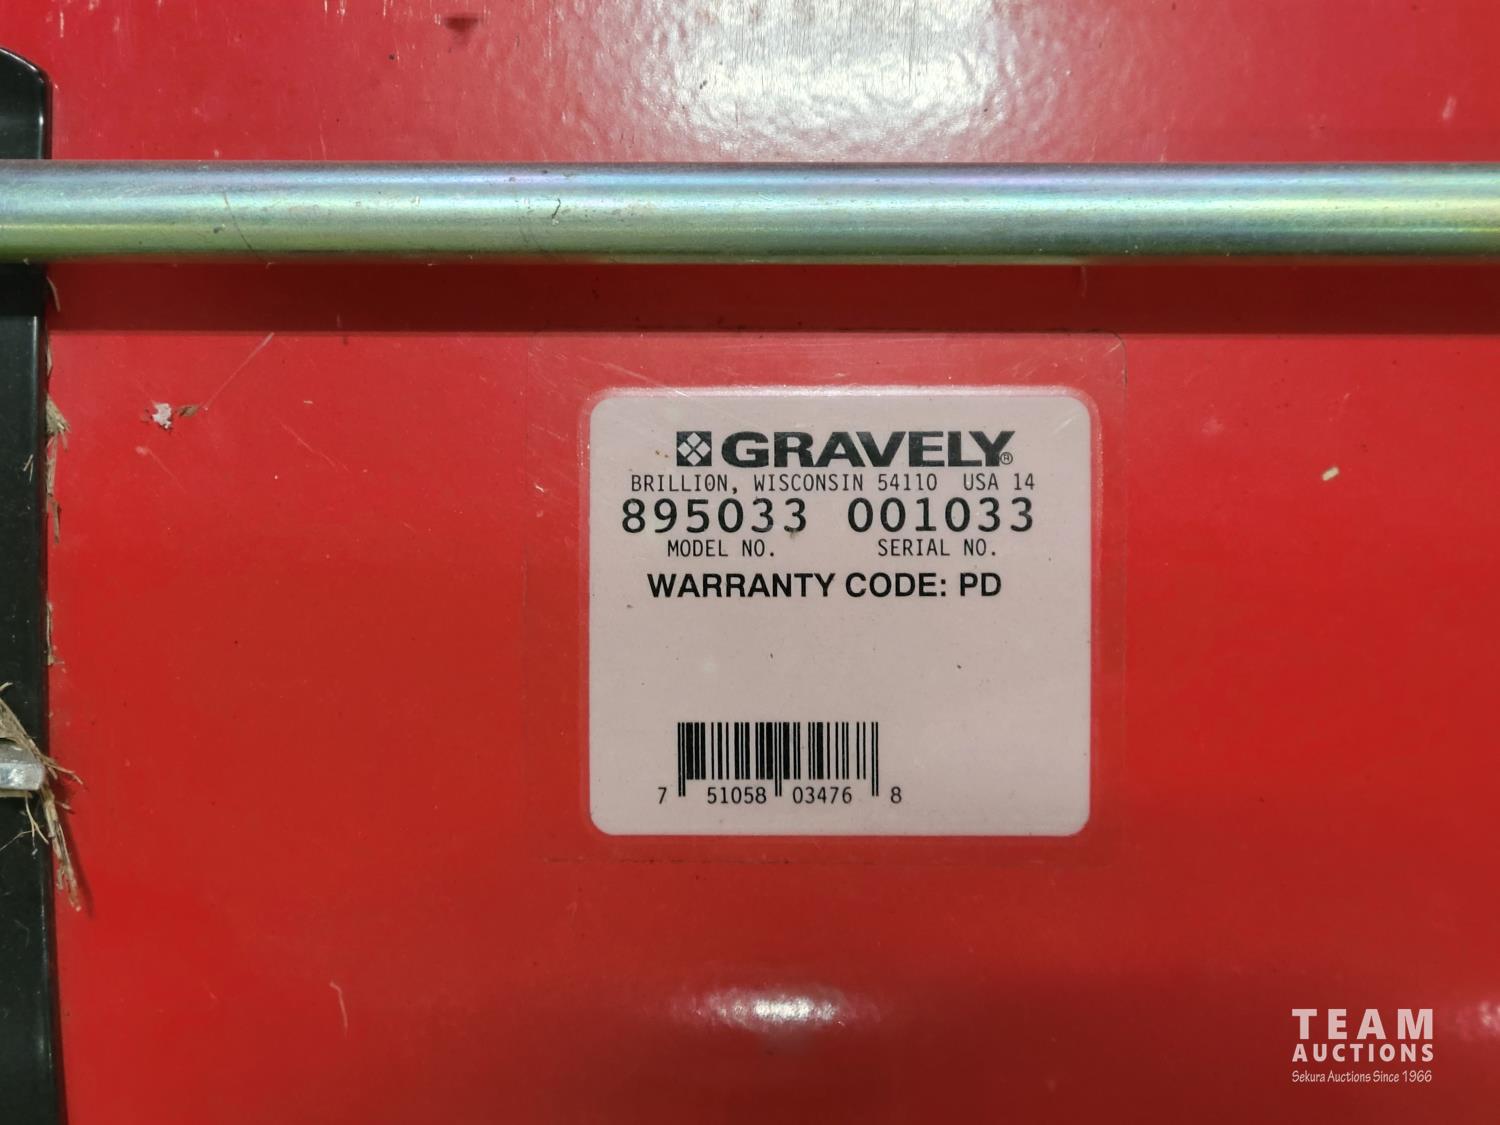 GRAVELY®
BRILLION, WISCONSIN 54110 USA 14
895033 001033
MODEL NO. SERIAL NO.
WARRANTY CODE: PD
7 51058 03476 8
TEAM
AUCTIONS
Sekura Auctions Since 1966